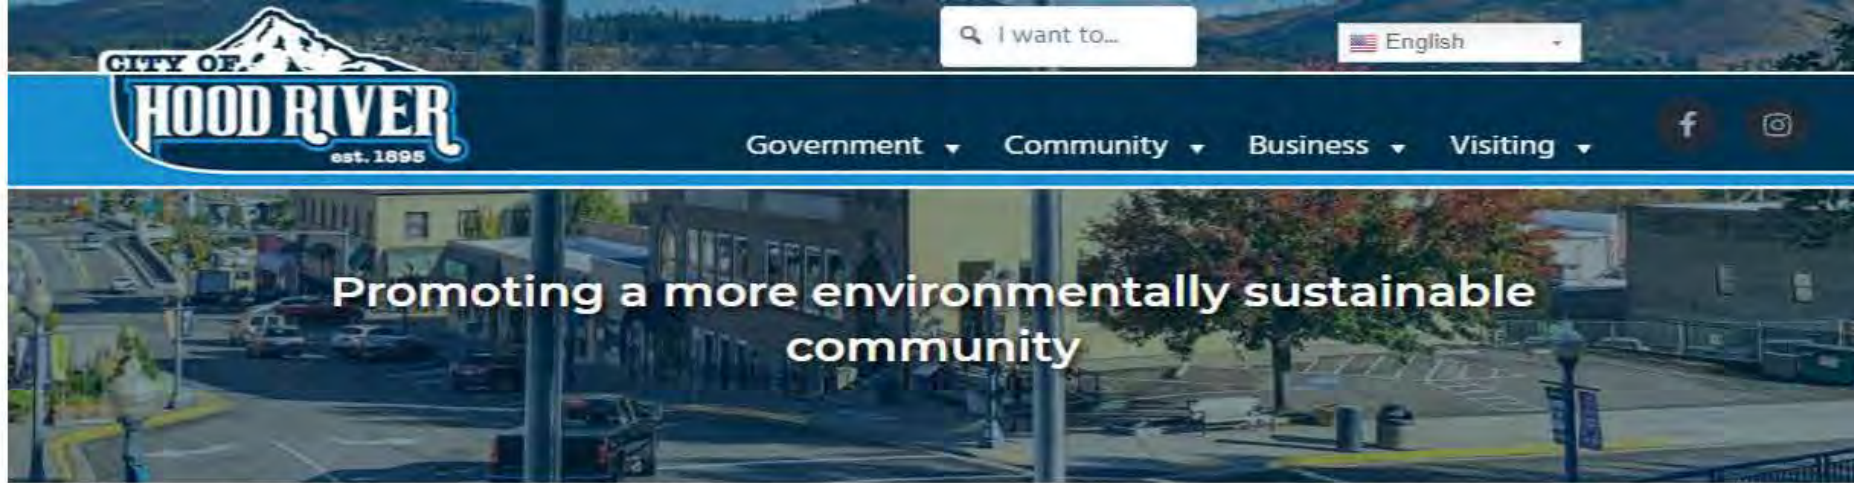 I want to...
English
CITY OF
HOOD RIVER
est. 1895
Government
Community
Business
Visiting
Promoting a more environmentally sustainable
community